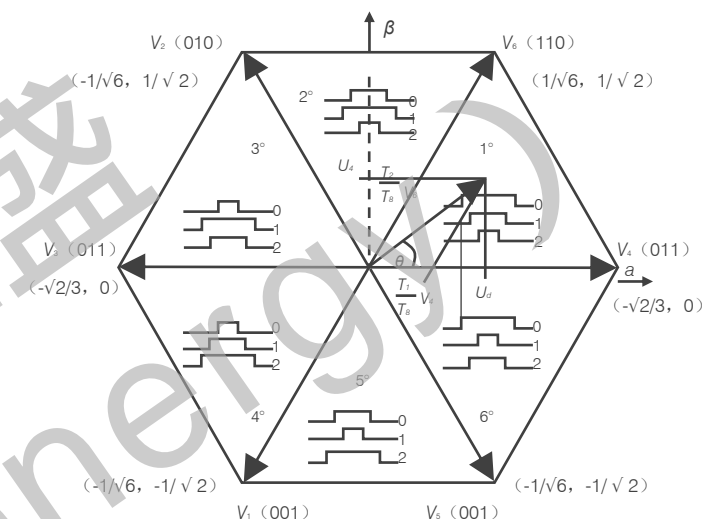 β
V₂（010）
V₆（110）
（-1/√6，1/√2）
（1/√6，1/√2）
2°
0
1
2
3°
1°
U₄
T₂
T₈
V₆
0
1
2
0
1
2
V₃（011）
V₄（011）
θ
a
（-√2/3，0）
T₁
T₈
V₄
U_d
（-√2/3，0）
0
1
2
0
1
2
5°
4°
6°
0
1
2
（-1/√6，-1/√2）
（-1/√6，-1/√2）
V₁（001）
V₅（001）
盛
nergy）